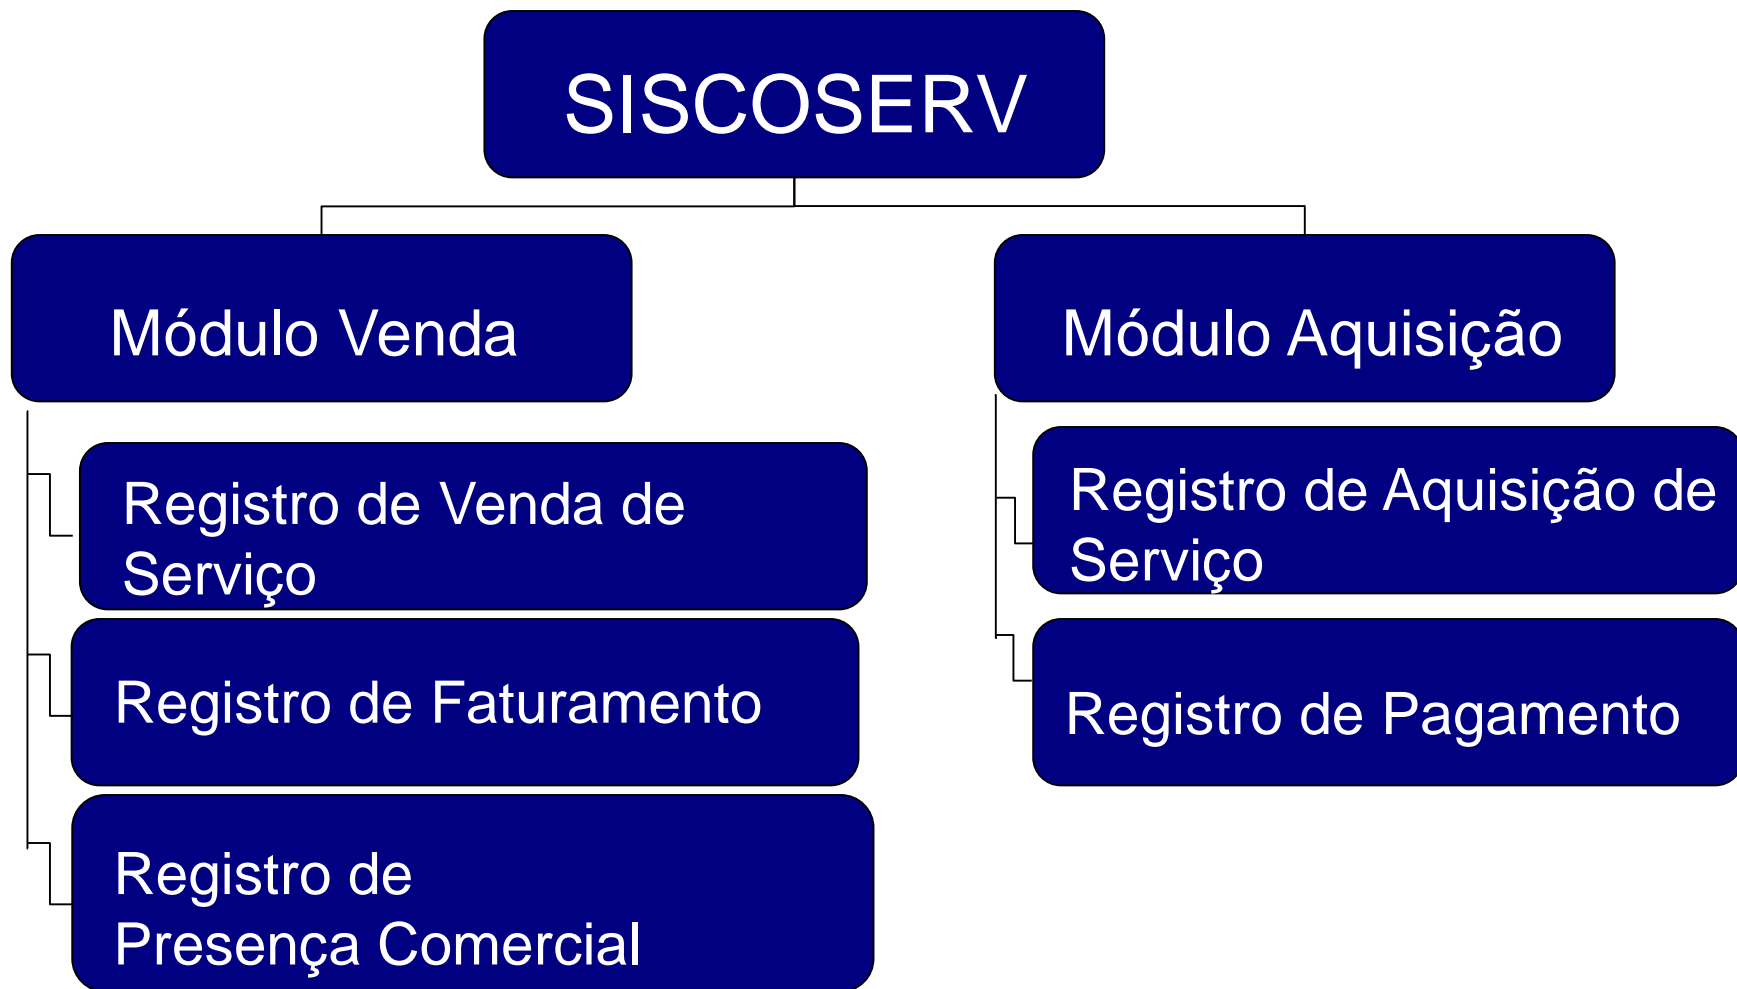 SISCOSERV
Módulo Venda
Registro de Venda de
Serviço
Registro de Faturamento
Registro de
Presença Comercial
Módulo Aquisição
Registro de Aquisição de
Serviço
Registro de Pagamento